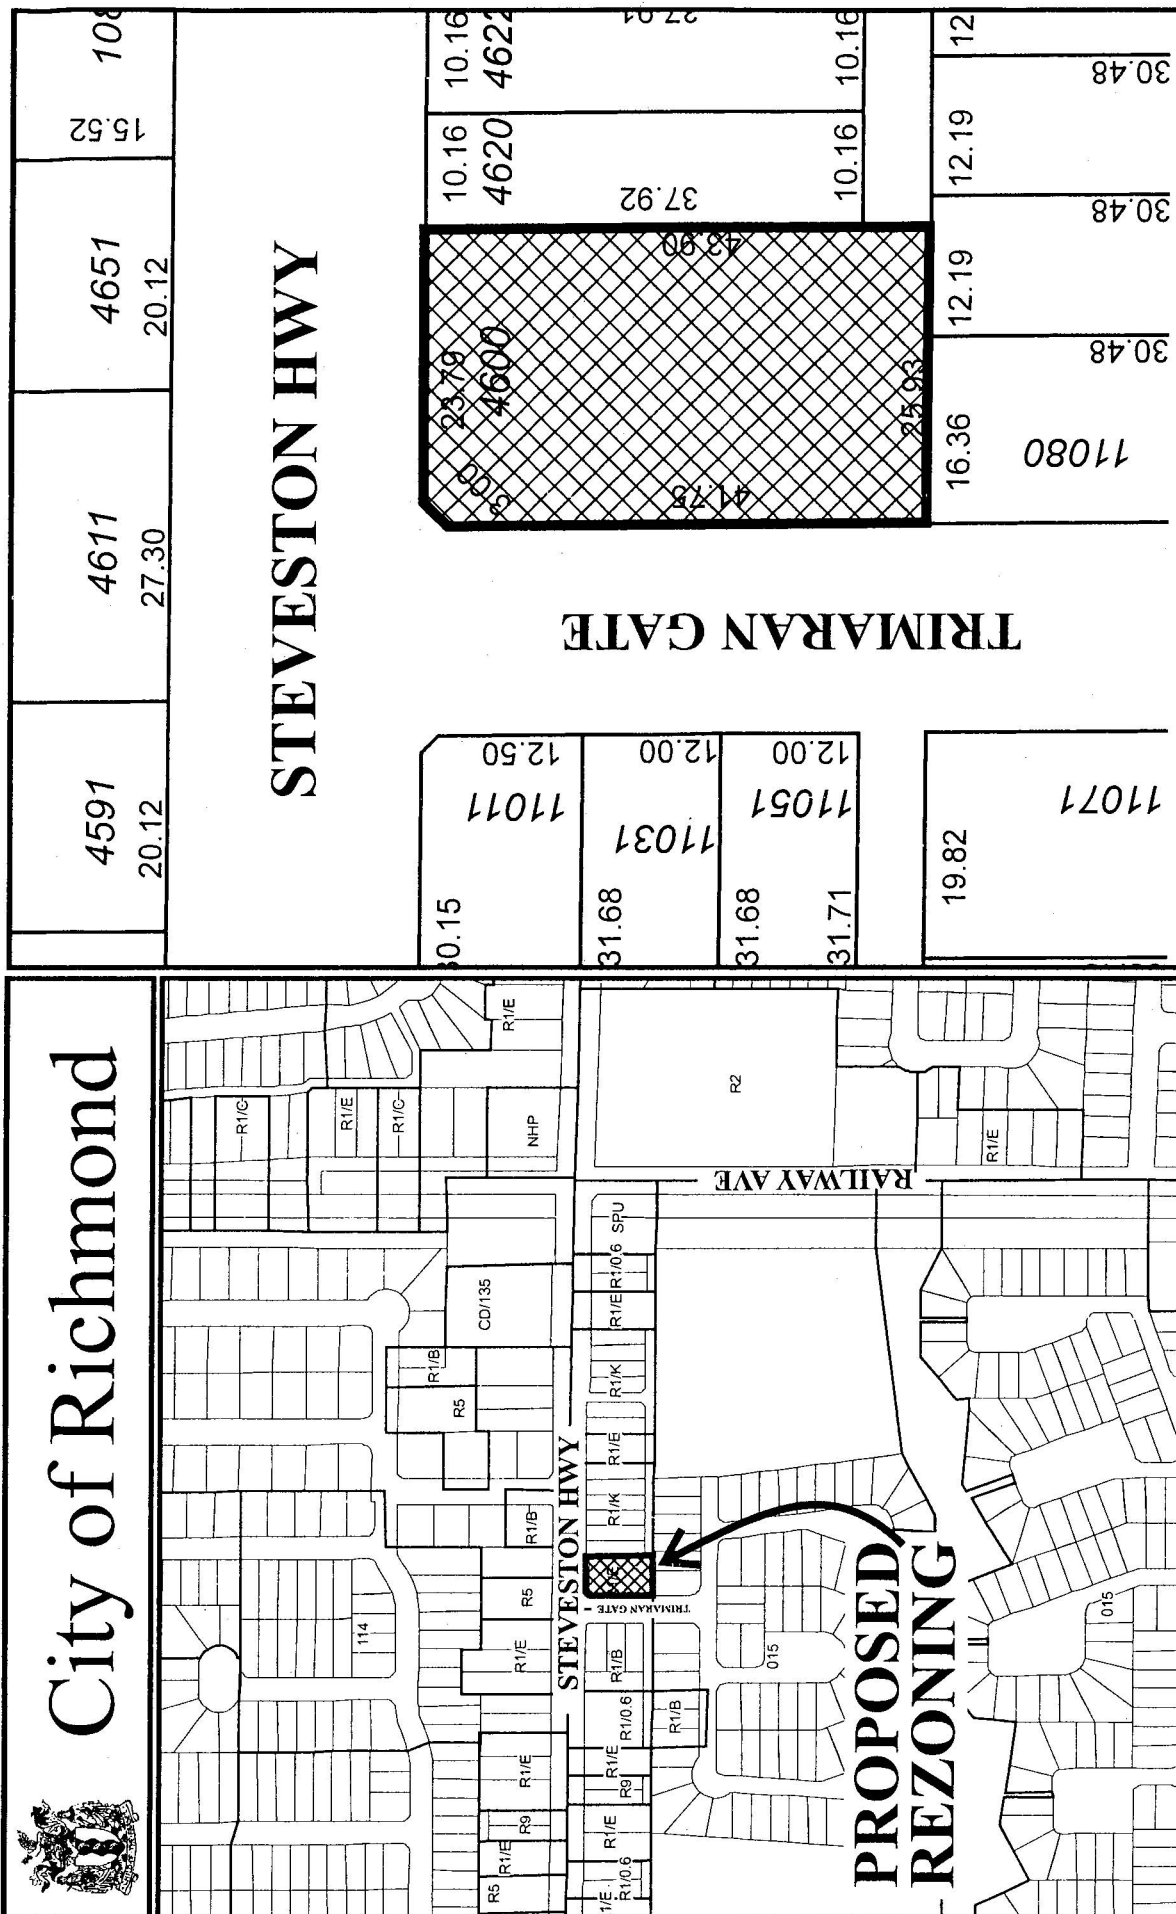 City of Richmond
R1/C
R1/E
R1/C
R1/E
NHP
R2
R1/E
RAILWAY AVE
SPU
R1/0.6
R1/E
CD/135
R1/B
R5
R1/K
R1/E
R1/K
R1/B
STEVESTON HWY
R5
R1/E
114
TRIMARAN GATE
R1/B
R1/0.6
R1/B
R1/E
R9
R1/E
R9
R1/E
R5
R1/E
R1/0.6
015
015
PROPOSED
REZONING
4591
20.12
4611
27.30
4651
20.12
15.52
STEVESTON HWY
10.16
4620
10.16
4622
37.92
10.16
10.16
43.90
23.79
4600
3.00
41.75
25.93
TRIMARAN GATE
12.50
11011
12.00
11031
31.68
12.00
11051
31.68
31.71
19.82
11071
16.36
11080
12.19
30.48
12.19
30.48
30.48